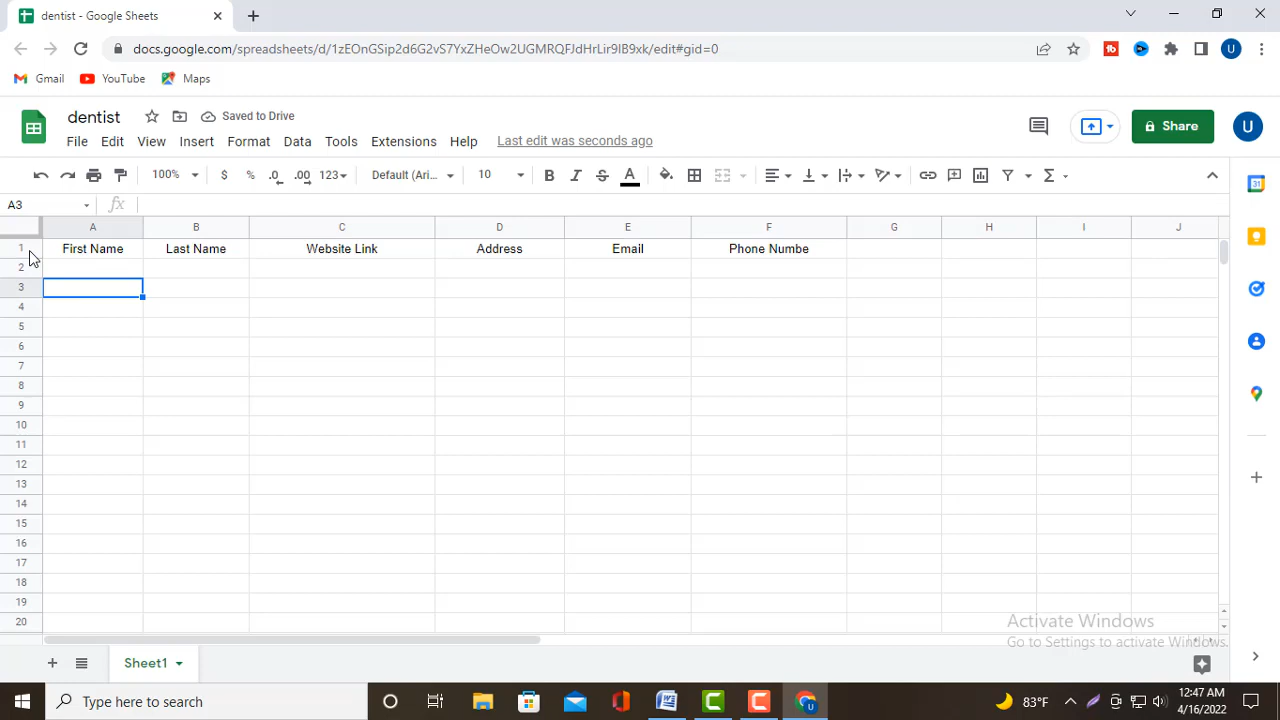 dentist - Google Sheets
docs.google.com/spreadsheets/d/1zEOnGSip2d6G2vS7YxZHeOw2UGMRQFJdHrLir9IB9xk/edit#gid=0
U
Gmail YouTube Maps
dentist Saved to Drive
File Edit View Insert Format Data Tools Extensions Help Last edit was seconds ago
Share
U
100% $ % .0 .00 123 Default (Ari... 10 B I S A
31
A3 fx
A B C D E F G H I J
1 First Name Last Name Website Link Address Email Phone Numbe
2
3
4
5
6
7
8
9
10
11
12
13
14
15
16
17
18
19
20
Activate Windows
Go to Settings to activate Windows.
Sheet1
Type here to search
83°F
12:47 AM
4/16/2022